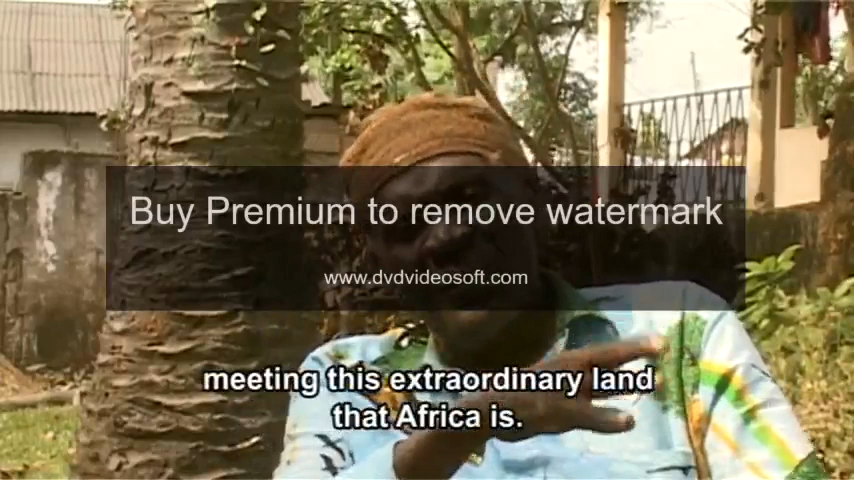 Buy Premium to remove watermark
www.dvdvideosoft.com
meeting this extraordinary land
that Africa is.